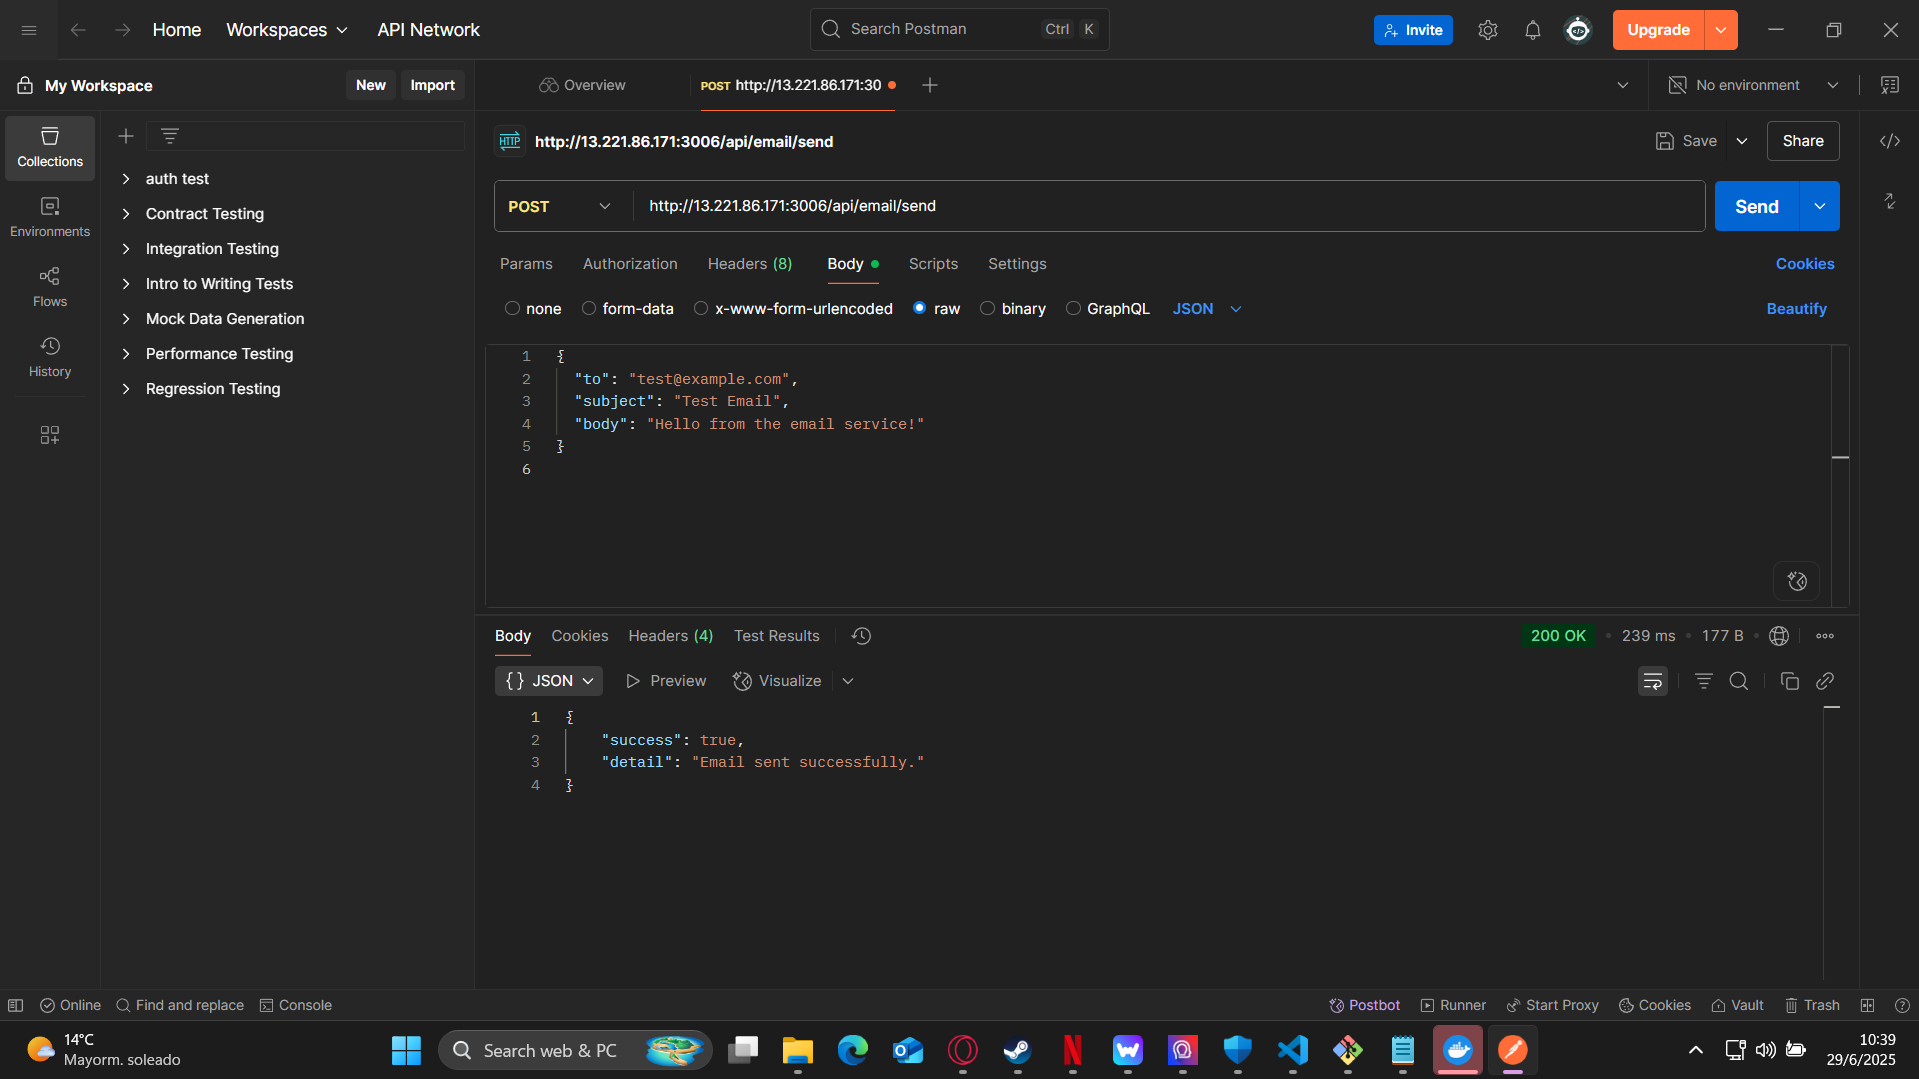 Home
Workspaces
API Network
Search Postman
Ctrl K
Invite
Upgrade
My Workspace
New
Import
Overview
POST http://13.221.86.171:30
No environment
Collections
Environments
Flows
History
auth test
Contract Testing
Integration Testing
Intro to Writing Tests
Mock Data Generation
Performance Testing
Regression Testing
HTTP http://13.221.86.171:3006/api/email/send
Save
Share
POST http://13.221.86.171:3006/api/email/send
Send
Params Authorization Headers (8) Body Scripts Settings
Cookies
none form-data x-www-form-urlencoded raw binary GraphQL JSON
Beautify
1 {
2 "to": "test@example.com",
3 "subject": "Test Email",
4 "body": "Hello from the email service!"
5 }
6
Body Cookies Headers (4) Test Results
200 OK • 239 ms • 177 B •
{} JSON Preview Visualize
1 {
2 "success": true,
3 "detail": "Email sent successfully."
4 }
Online Find and replace Console
Postbot Runner Start Proxy Cookies Vault Trash
14°C
Mayorm. soleado
Search web & PC
10:39
29/6/2025